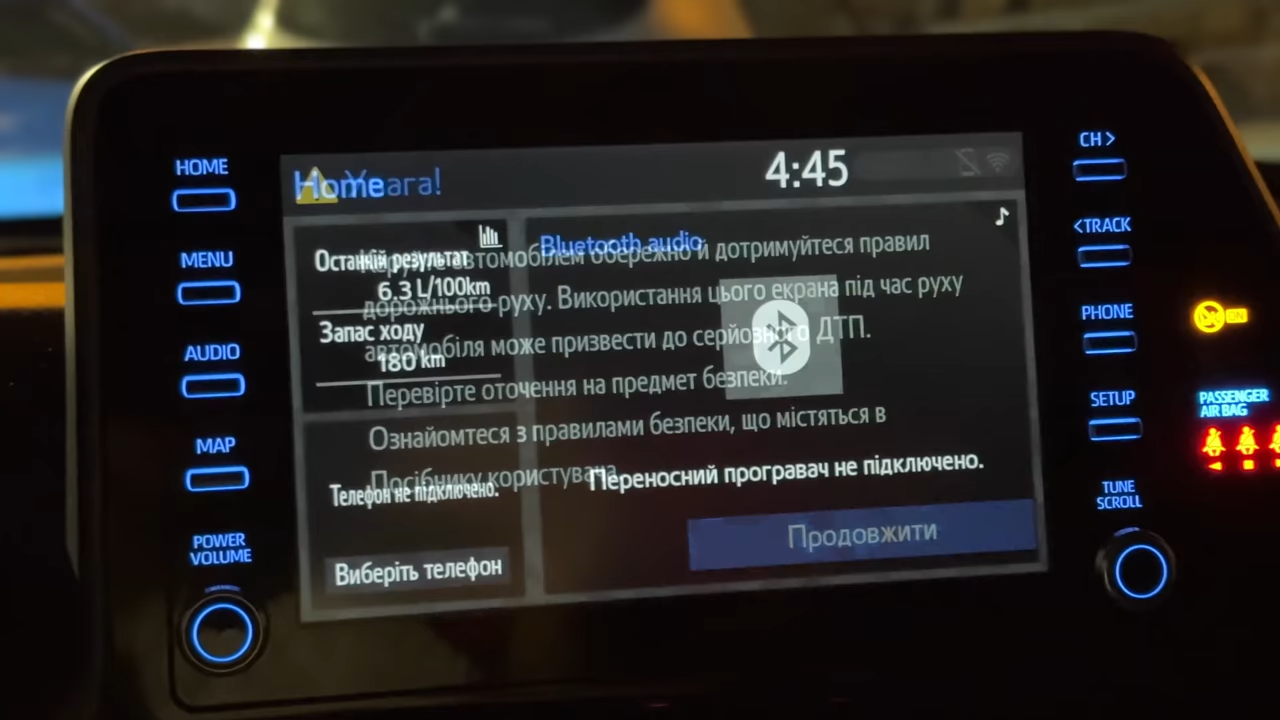 HOME
MENU
AUDIO
MAP
POWER
VOLUME
Home
4:45
Останній результат
6.3 L/100km
Запас ходу
180 km
Телефон не підключено.
Виберіть телефон
Bluetooth audio
автомобілем обережно й дотримуйтеся правил
дорожнього руху. Використання цього екрана під час руху
автомобіля може призвести до серйозного ДТП.
Перевірте оточення на предмет безпеки.
Ознайомтеся з правилами безпеки, що містяться в
Посібнику користувача
Переносний програвач не підключено.
Продовжити
CH >
< TRACK
PHONE
SETUP
TUNE
SCROLL
ON
PASSENGER
AIR BAG